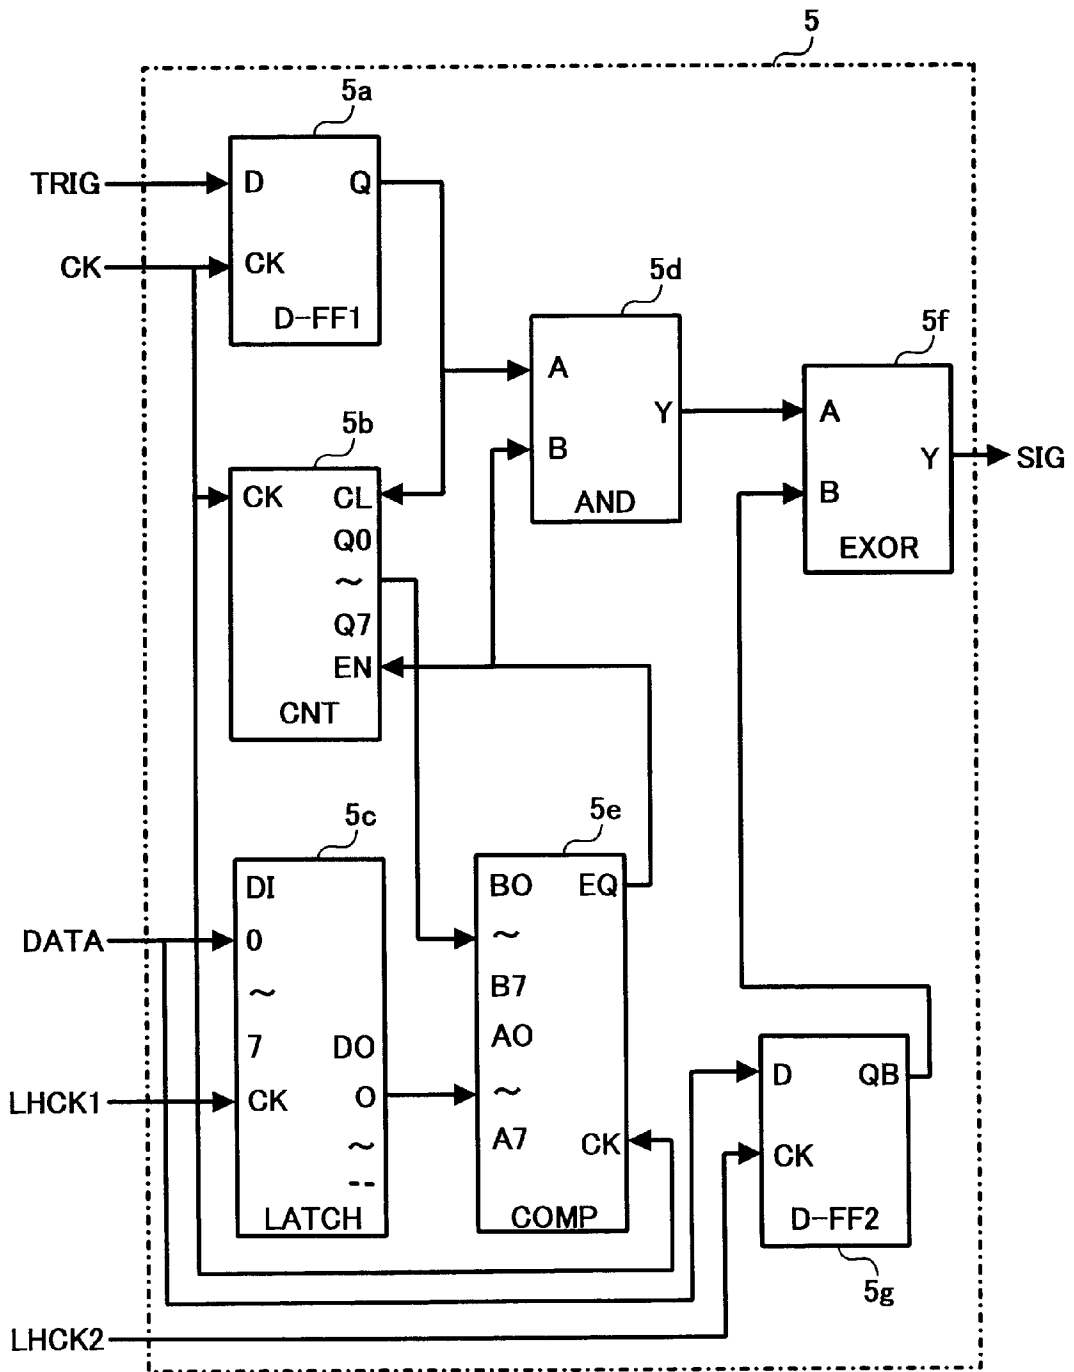 5
5a
TRIG
D Q
CK
CK
D-FF1
5d
A
Y
B
AND
5f
A
Y
B
EXOR
SIG
5b
CK CL
Q0
~
Q7
EN
CNT
5c
DI
DATA
0
~
7 DO
LHCK1
CK O
~
--
LATCH
5e
BO EQ
~
B7
AO
~
A7 CK
COMP
D QB
CK
D-FF2
5g
LHCK2